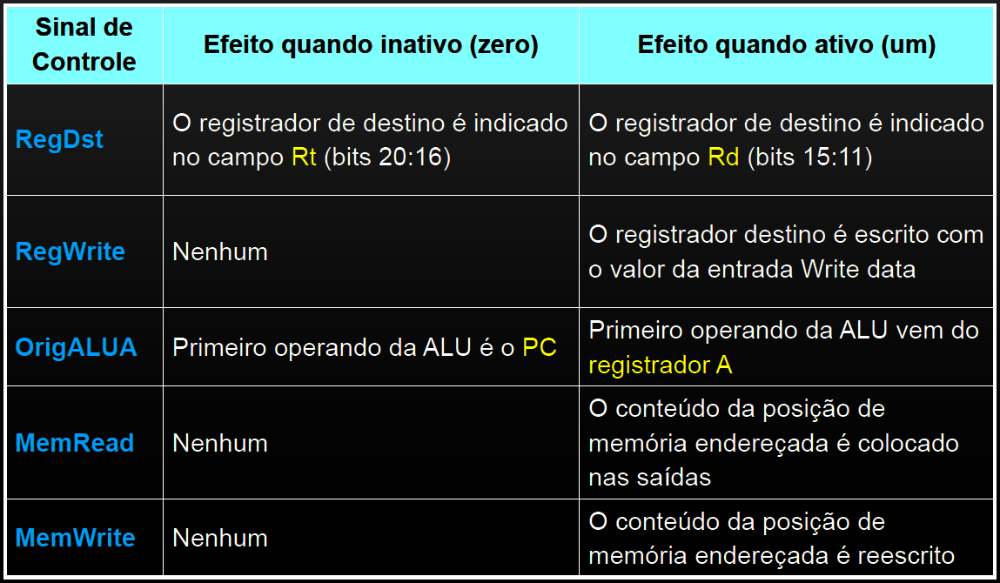 Sinal de
Controle
Efeito quando inativo (zero)
Efeito quando ativo (um)
RegDst
O registrador de destino é indicado
no campo Rt (bits 20:16)
O registrador de destino é indicado
no campo Rd (bits 15:11)
RegWrite
Nenhum
O registrador destino é escrito com
o valor da entrada Write data
OrigALUA
Primeiro operando da ALU é o PC
Primeiro operando da ALU vem do
registrador A
MemRead
Nenhum
O conteúdo da posição de
memória endereçada é colocado
nas saídas
MemWrite
Nenhum
O conteúdo da posição de
memória endereçada é reescrito